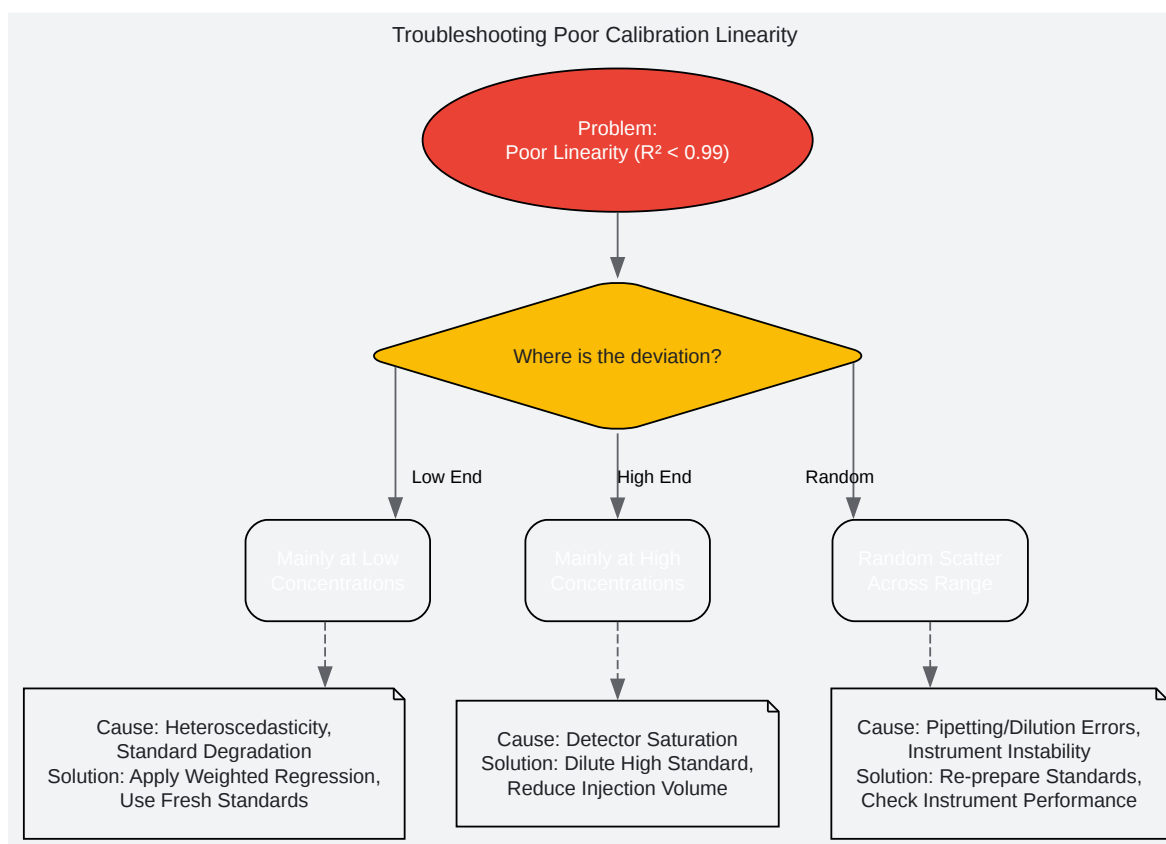 Troubleshooting Poor Calibration Linearity
Problem:
Poor Linearity (R² < 0.99)
Where is the deviation?
Low End
High End
Random
Mainly at Low
Concentrations
Mainly at High
Concentrations
Random Scatter
Across Range
Cause: Heteroscedasticity,
Standard Degradation
Solution: Apply Weighted Regression,
Use Fresh Standards
Cause: Detector Saturation
Solution: Dilute High Standard,
Reduce Injection Volume
Cause: Pipetting/Dilution Errors,
Instrument Instability
Solution: Re-prepare Standards,
Check Instrument Performance